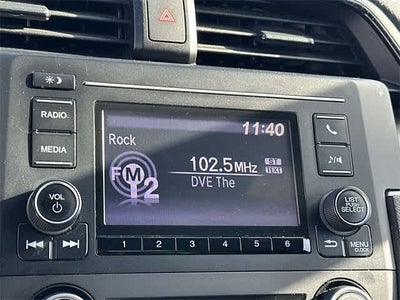 RADIO
MEDIA
VOL
Rock
11:40
FM2
102.5MHz
ST
TEXT
DVE The
1 2 3 4 5 6
LIST
PUSH
SELECT
MENU
CLOCK